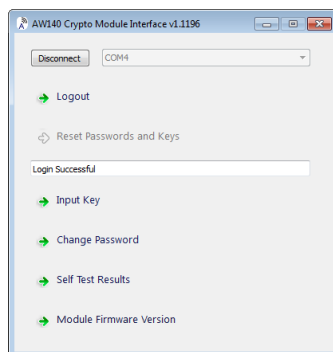 AW140 Crypto Module Interface v1.1196
Disconnect COM4
Logout
Reset Passwords and Keys
Login Successful
Input Key
Change Password
Self Test Results
Module Firmware Version